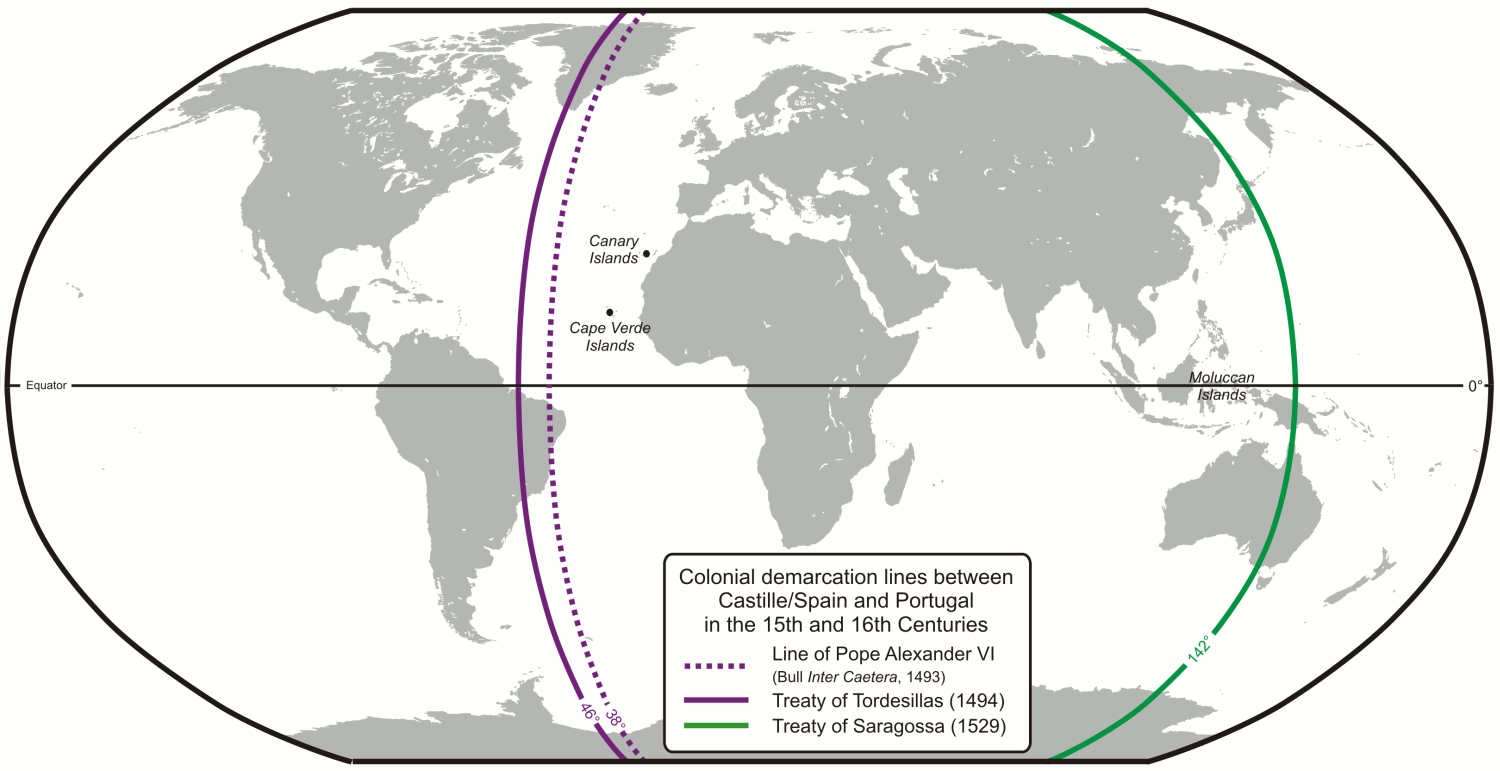 Canary
Islands
Cape Verde
Islands
Equator
0°
Moluccan
Islands
Colonial demarcation lines between
Castille/Spain and Portugal
in the 15th and 16th Centuries
Line of Pope Alexander VI
(Bull Inter Caetera, 1493)
Treaty of Tordesillas (1494)
Treaty of Saragossa (1529)
46°
38°
142°